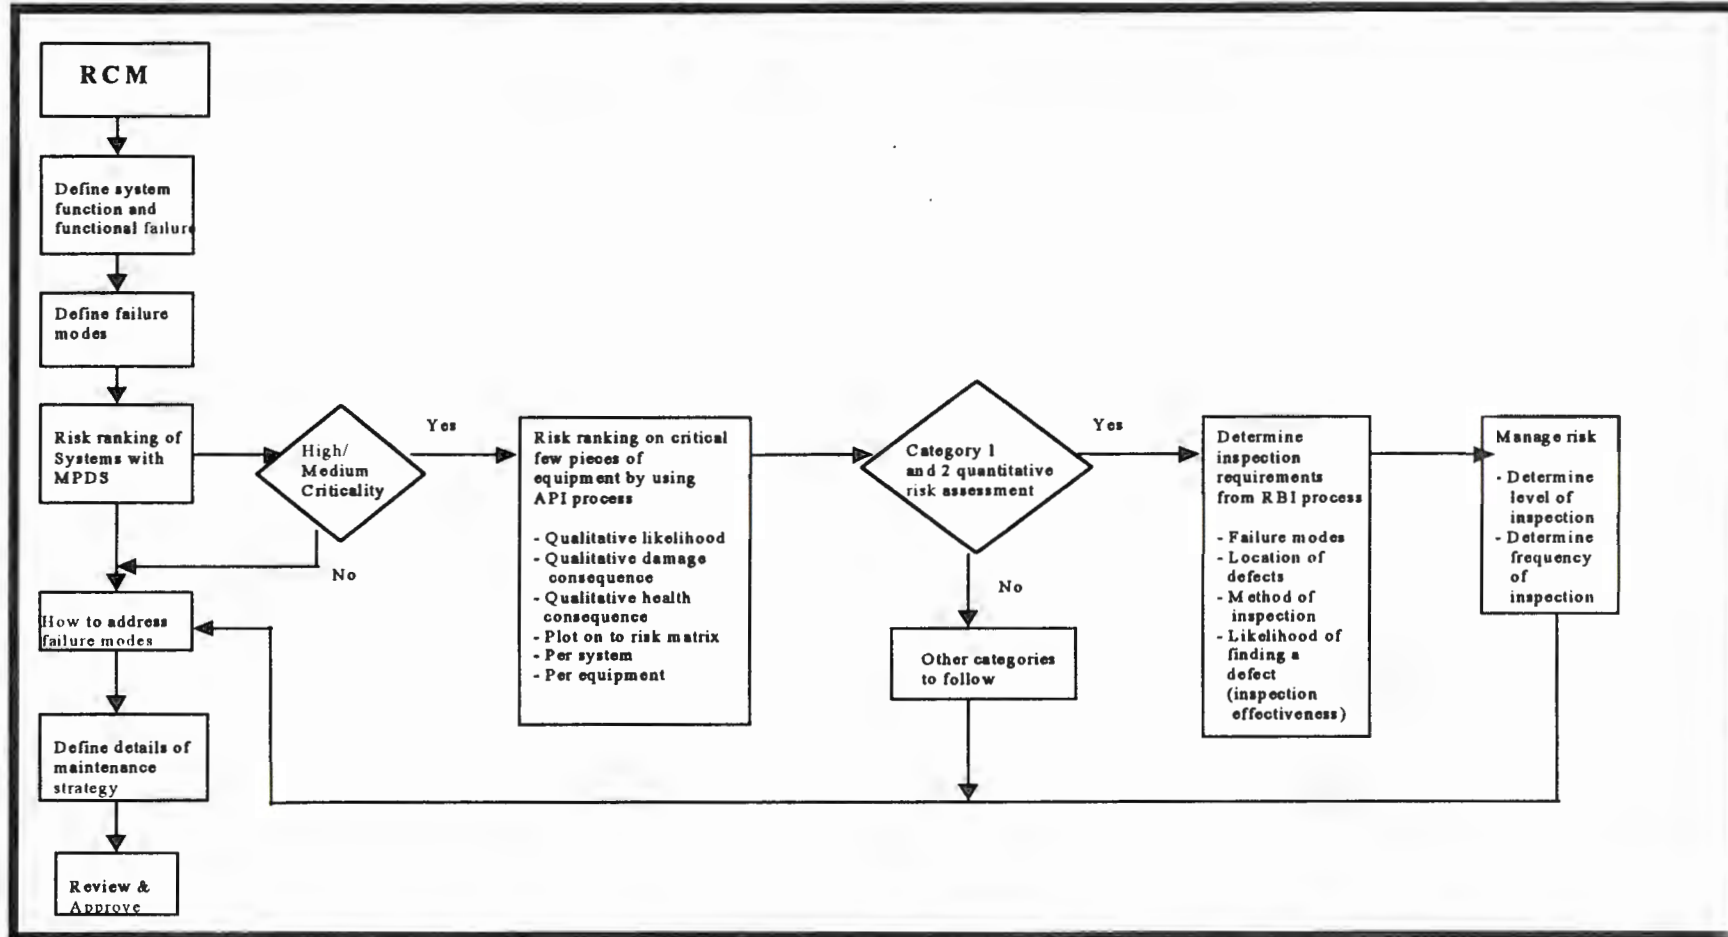 RCM
Define system
function and
functional failure
Define failure
modes
Risk ranking of
Systems with
MPDS
High/
Medium
Criticality
Yes
No
Risk ranking on critical
few pieces of
equipment by using
API process
- Qualitative likelihood
- Qualitative damage
consequence
- Qualitative health
consequence
- Plot on to risk matrix
- Per system
- Per equipment
Category 1
and 2 quantitative
risk assessment
Yes
No
Other categories
to follow
Determine
inspection
requirements
from RBI process
- Failure modes
- Location of
defects
- Method of
inspection
- Likelihood of
finding a
defect
(inspection
effectiveness)
Manage risk
- Determine
level of
inspection
- Determine
frequency
of
inspection
How to address
failure modes
Define details of
maintenance
strategy
Review &
Approve